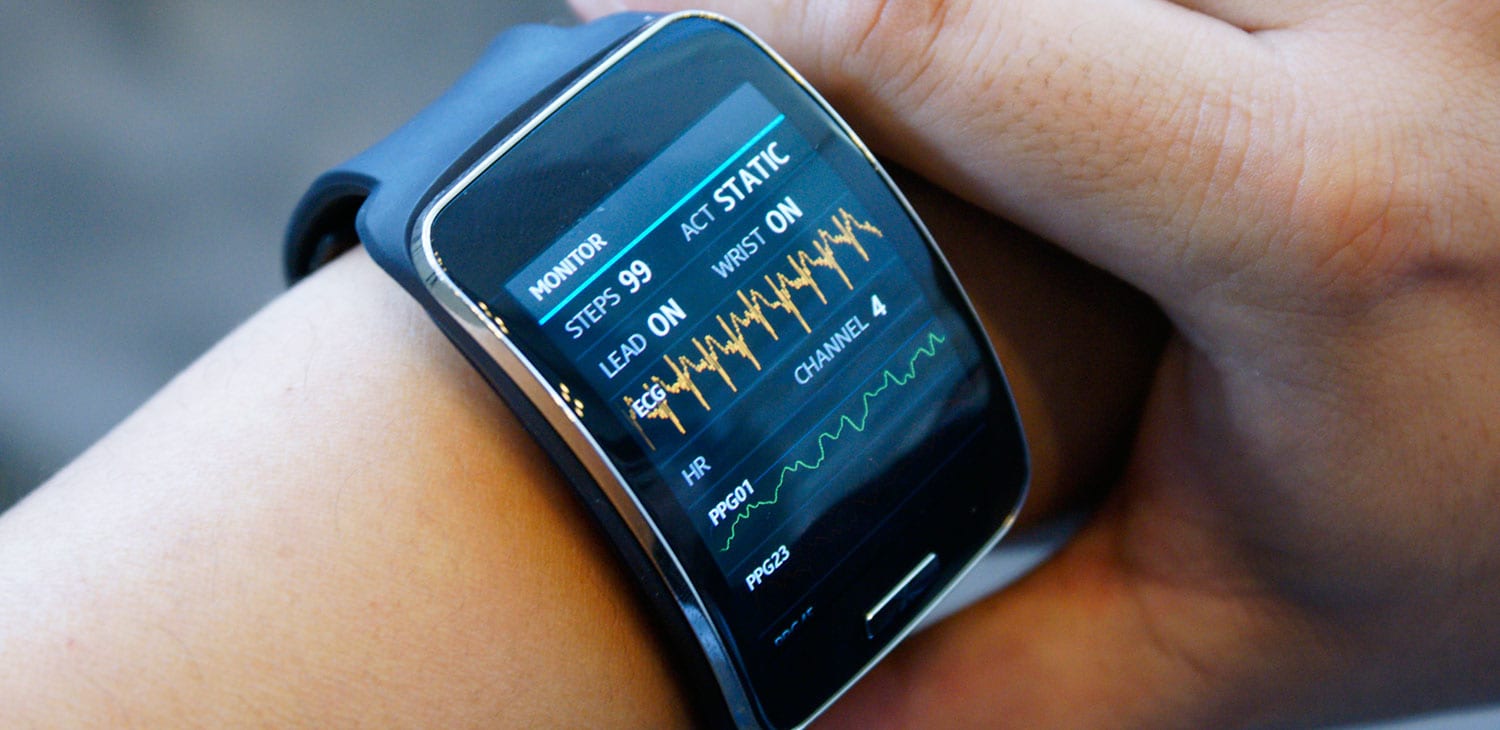 MONITOR
STEPS 99 ACT STATIC
LEAD ON WRIST ON
ECG
HR CHANNEL 4
PPG01
PPG23